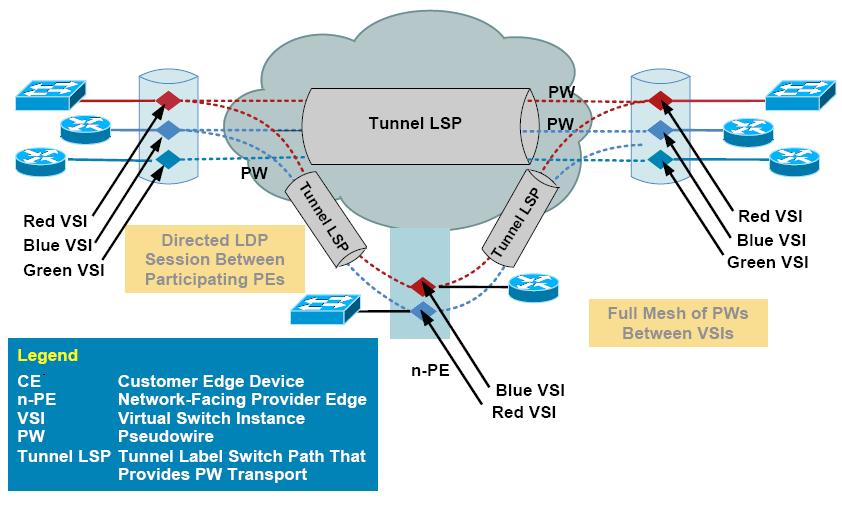 PW
Tunnel LSP
PW
PW
Tunnel LSP
Tunnel LSP
Red VSI
Blue VSI
Green VSI
Directed LDP
Session Between
Participating PEs
Red VSI
Blue VSI
Green VSI
Full Mesh of PWs
Between VSIs
n-PE
Blue VSI
Red VSI
Legend
CE Customer Edge Device
n-PE Network-Facing Provider Edge
VSI Virtual Switch Instance
PW Pseudowire
Tunnel LSP Tunnel Label Switch Path That
Provides PW Transport